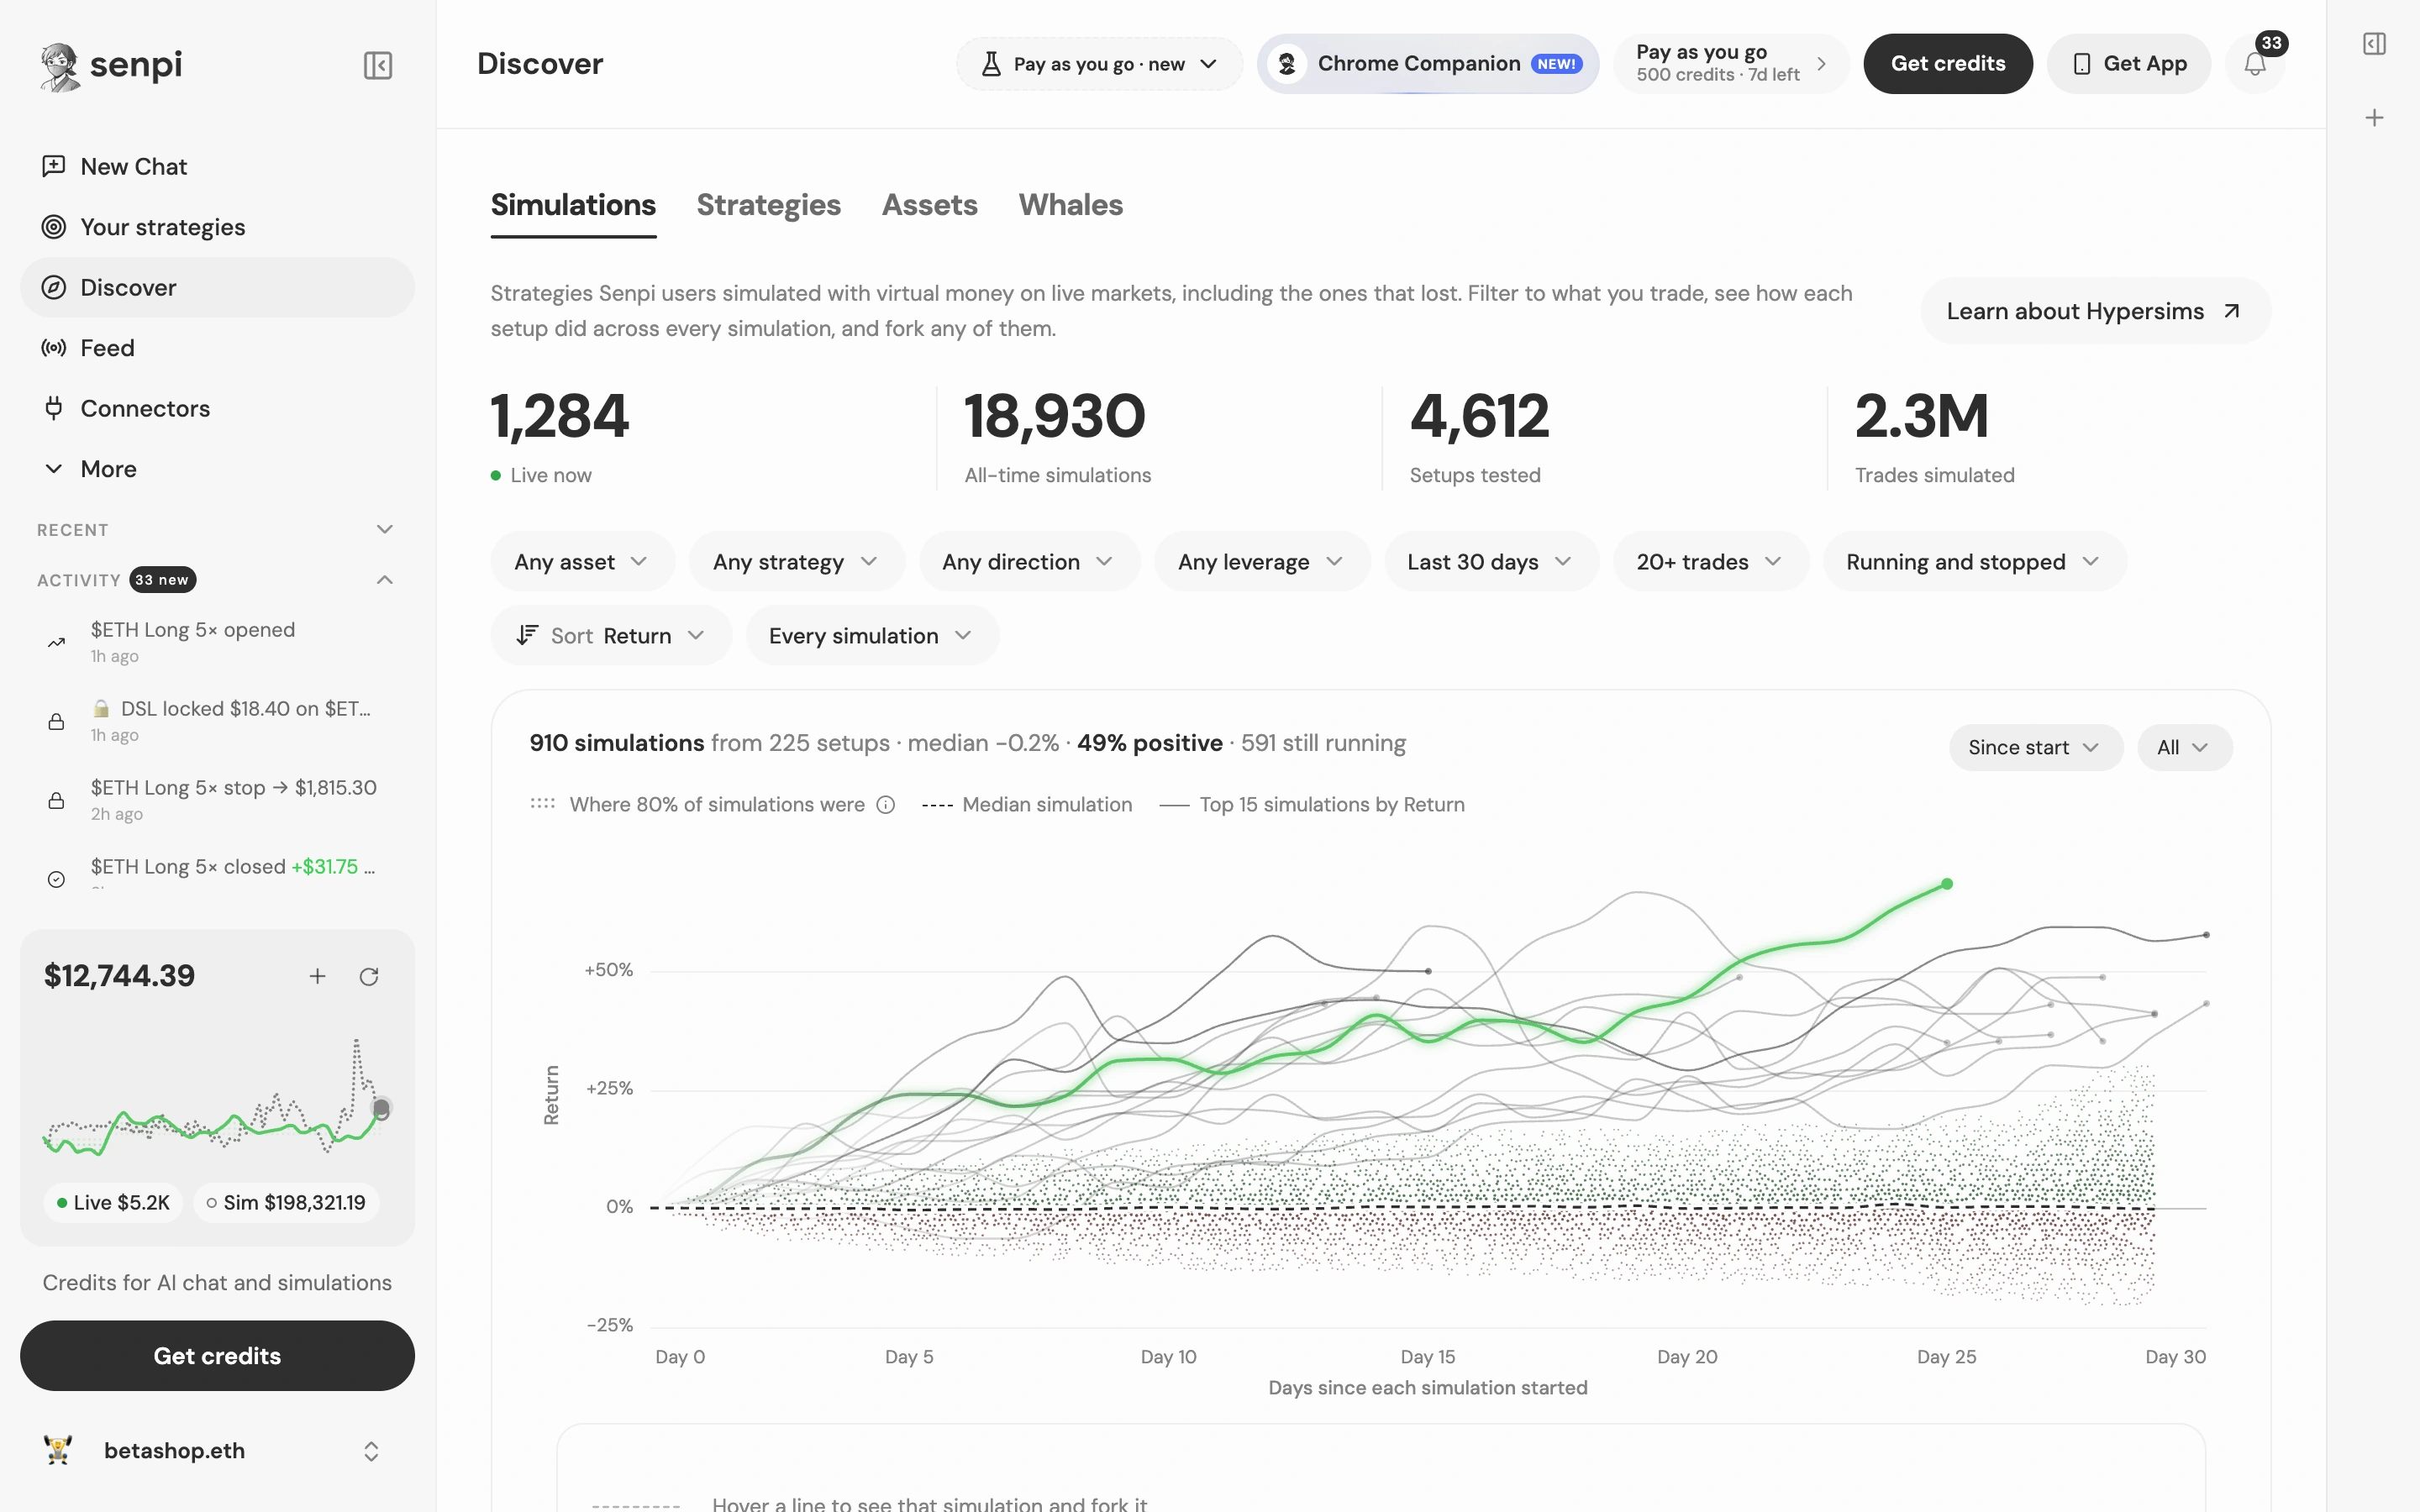 senpi
New Chat
Your strategies
Discover
Feed
Connectors
More
RECENT
ACTIVITY 33 new
$ETH Long 5× opened
1h ago
DSL locked $18.40 on $ET...
1h ago
$ETH Long 5× stop → $1,815.30
2h ago
$ETH Long 5× closed +$31.75 ...
$12,744.39
Live $5.2K
Sim $198,321.19
Credits for AI chat and simulations
Get credits
betashop.eth
Discover
Pay as you go · new
Chrome Companion NEW!
Pay as you go
500 credits · 7d left
Get credits
Get App
33
Simulations
Strategies
Assets
Whales
Strategies Senpi users simulated with virtual money on live markets, including the ones that lost. Filter to what you trade, see how each
setup did across every simulation, and fork any of them.
Learn about Hypersims
1,284
Live now
18,930
All-time simulations
4,612
Setups tested
2.3M
Trades simulated
Any asset
Any strategy
Any direction
Any leverage
Last 30 days
20+ trades
Running and stopped
Sort Return
Every simulation
910 simulations from 225 setups · median -0.2% · 49% positive · 591 still running
Since start
All
Where 80% of simulations were
Median simulation
Top 15 simulations by Return
Return
+50%
+25%
0%
-25%
Day 0
Day 5
Day 10
Day 15
Day 20
Day 25
Day 30
Days since each simulation started
Hover a line to see that simulation and fork it